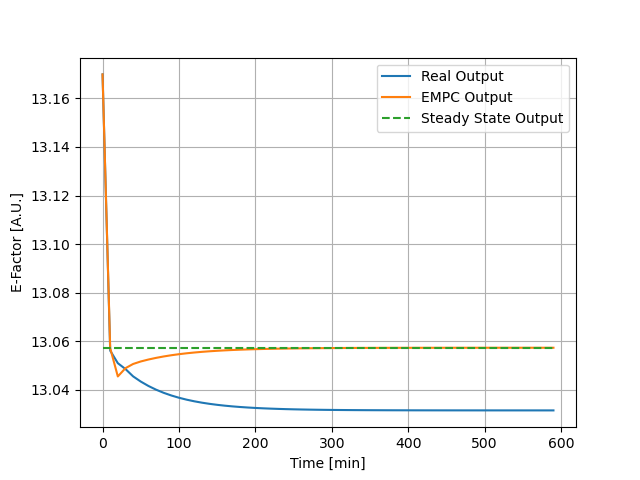 Real Output
EMPC Output
Steady State Output
E-Factor [A.U.]
13.16
13.14
13.12
13.10
13.08
13.06
13.04
0 100 200 300 400 500 600
Time [min]